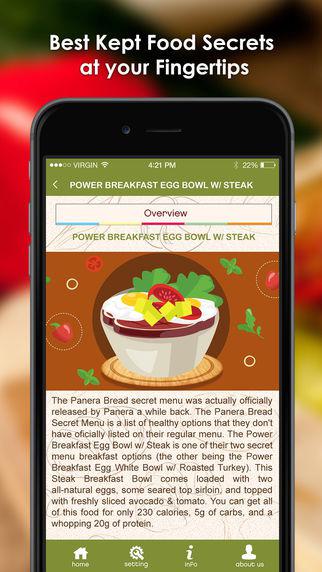 Best Kept Food Secrets
at your Fingertips
VIRGIN 4:21 PM 22%
POWER BREAKFAST EGG BOWL W/ STEAK
Overview
POWER BREAKFAST EGG BOWL W/ STEAK
The Panera Bread secret menu was actually officially
released by Panera a while back. The Panera Bread
Secret Menu is a list of healthy options that they don't
have oficially listed on their regular menu. The Power
Breakfast Egg Bowl w/ Steak is one of their two secret
menu breakfast options (the other being the Power
Breakfast Egg White Bowl w/ Roasted Turkey). This
Steak Breakfast Bowl comes loaded with two
all-natural eggs, some seared top sirloin, and topped
with freshly sliced avocado & tomato. You can get all
of this food for only 230 calories, 5g of carbs, and a
whopping 20g of protein.
home setting info about us